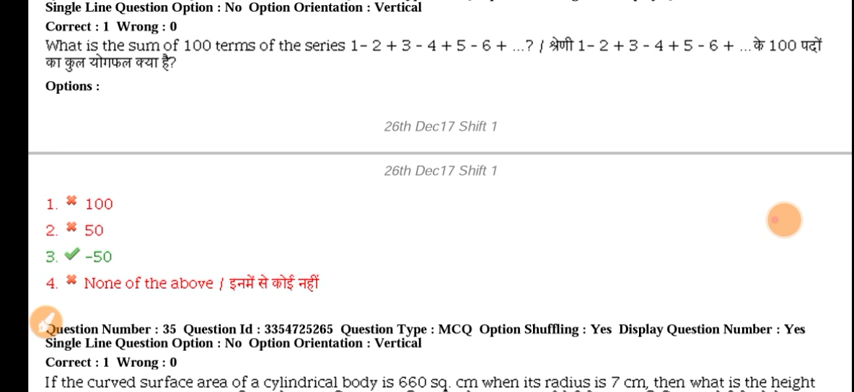 Single Line Question Option : No Option Orientation : Vertical
Correct : 1 Wrong : 0
What is the sum of 100 terms of the series 1- 2 + 3 - 4 + 5 - 6 + ...? / श्रेणी 1- 2 + 3 - 4 + 5 - 6 + ...के 100 पदों
का कुल योगफल क्या है?
Options :
26th Dec17 Shift 1
26th Dec17 Shift 1
1. 100
2. 50
3. -50
4. None of the above / इनमें से कोई नहीं
Question Number : 35 Question Id : 3354725265 Question Type : MCQ Option Shuffling : Yes Display Question Number : Yes
Single Line Question Option : No Option Orientation : Vertical
Correct : 1 Wrong : 0
If the curved surface area of a cylindrical body is 660 sq. cm when its radius is 7 cm, then what is the height